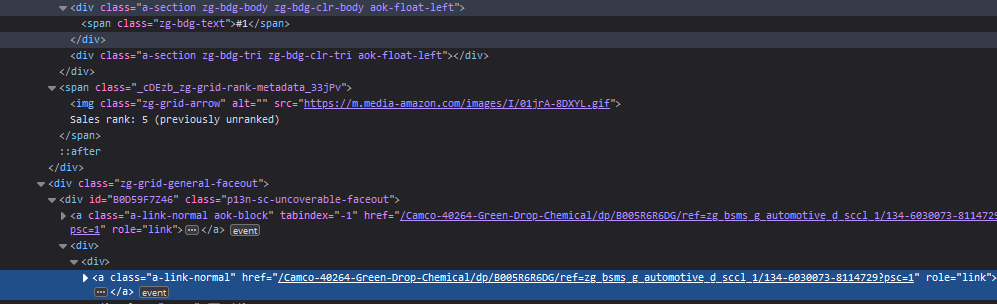 <div class="a-section zg-bdg-body zg-bdg-clr-body aok-float-left">
<span class="zg-bdg-text">#1</span>
</div>
<div class="a-section zg-bdg-tri zg-bdg-clr-tri aok-float-left"></div>
</div>
<span class="_cDEzb_zg-grid-rank-metadata_33jPv">
<img class="zg-grid-arrow" alt="" src="https://m.media-amazon.com/images/I/01jrA-8DXYL.gif">
Sales rank: 5 (previously unranked)
</span>
::after
</div>
<div class="zg-grid-general-faceout">
<div id="B0D59F7Z46" class="p13n-sc-uncoverable-faceout">
<a class="a-link-normal aok-block" tabindex="-1" href="/Camco-40264-Green-Drop-Chemical/dp/B005R6R6DG/ref=zg_bsms_g_automotive_d_sccl_1/134-6030073-8114729
psc=1" role="link">…</a> event
<div>
<div>
<a class="a-link-normal" href="/Camco-40264-Green-Drop-Chemical/dp/B005R6R6DG/ref=zg_bsms_g_automotive_d_sccl_1/134-6030073-8114729?psc=1" role="link">
…</a> event